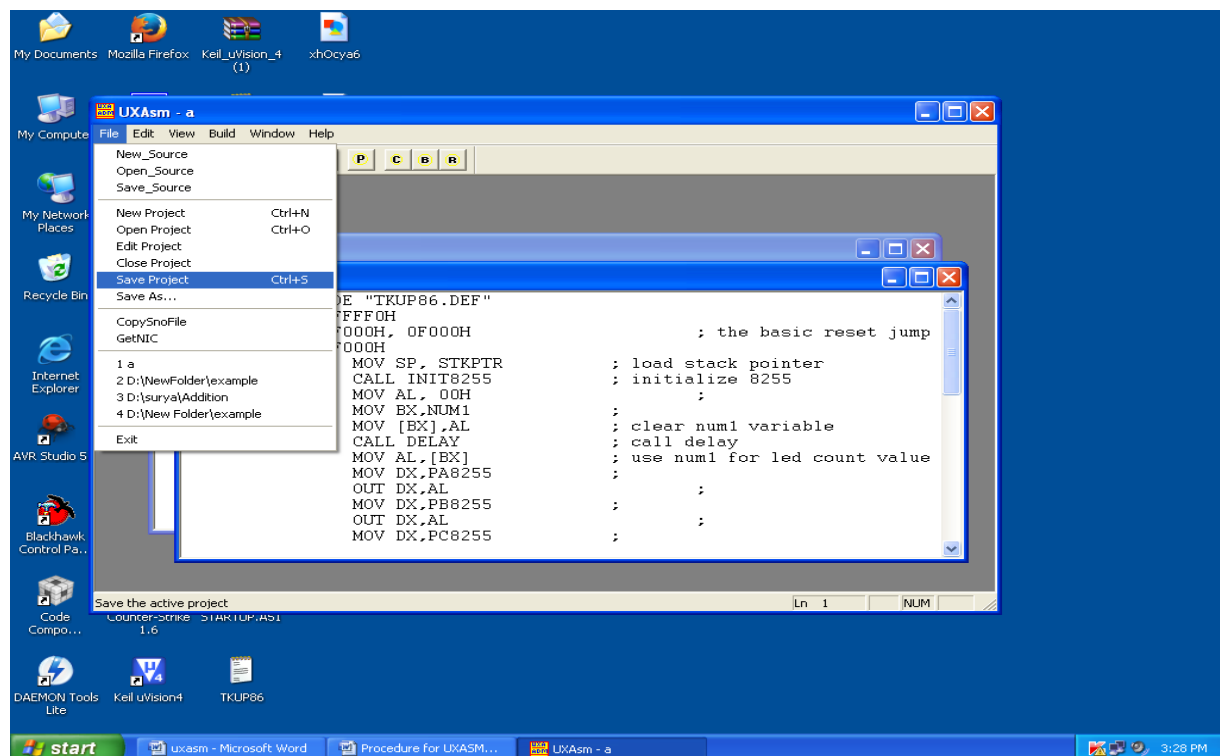 My Documents
Mozilla Firefox
Keil_uVision_4
(1)
xhOcya6
UXAsm - a
My Compute
File Edit View Build Window Help
P C B R
New_Source
Open_Source
Save_Source
New Project Ctrl+N
Open Project Ctrl+O
Edit Project
Close Project
Save Project Ctrl+S
Save As...
CopySnoFile
GetNIC
1 a
2 D:\NewFolder\example
3 D:\surya\Addition
4 D:\New Folder\example
Exit
My Network
Places
Recycle Bin
Internet
Explorer
AVR Studio 5
Blackhawk
Control Pa..
Code
Compo...
DE "TKUP86.DEF"
FFFF0H
F000H, 0F000H ; the basic reset jump
F000H
MOV SP, STKPTR ; load stack pointer
CALL INIT8255 ; initialize 8255
MOV AL, 00H ;
MOV BX,NUM1 ;
MOV [BX],AL ; clear num1 variable
CALL DELAY ; call delay
MOV AL,[BX] ; use num1 for led count value
MOV DX,PA8255 ;
OUT DX,AL ;
MOV DX,PB8255 ;
OUT DX,AL ;
MOV DX,PC8255 ;
Save the active project
Ln 1 NUM
Counter-Strike
1.6
STARTUP.A51
DAEMON Tools
Lite
Keil uVision4
TKUP86
start
uxasm - Microsoft Word
Procedure for UXASM...
UXAsm - a
3:28 PM